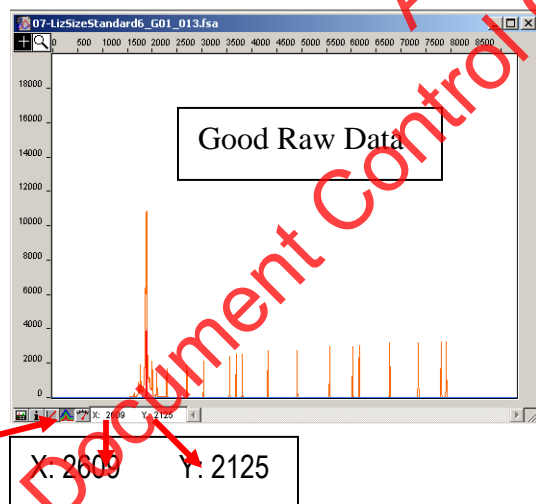 07-LizSizeStandard6_G01_013.fsa
0 500 1000 1500 2000 2500 3000 3500 4000 4500 5000 5500 6000 6500 7000 7500 8000 8500
18000
16000
14000
12000
10000
8000
6000
4000
2000
0
Good Raw Data
X: 2609 Y: 2125
X: 2609 Y: 2125
Document Control